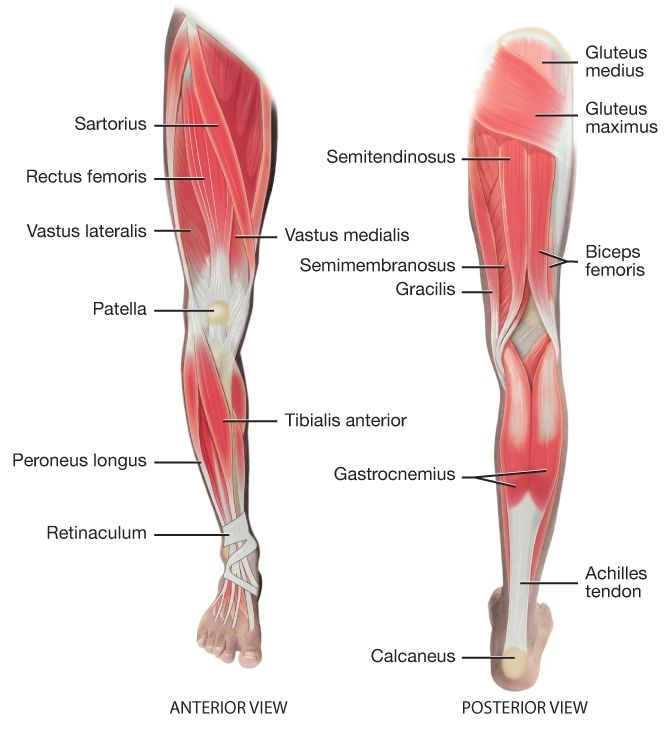 Sartorius
Rectus femoris
Vastus lateralis
Vastus medialis
Patella
Tibialis anterior
Peroneus longus
Retinaculum
ANTERIOR VIEW
Gluteus
medius
Gluteus
maximus
Semitendinosus
Biceps
femoris
Semimembranosus
Gracilis
Gastrocnemius
Achilles
tendon
Calcaneus
POSTERIOR VIEW